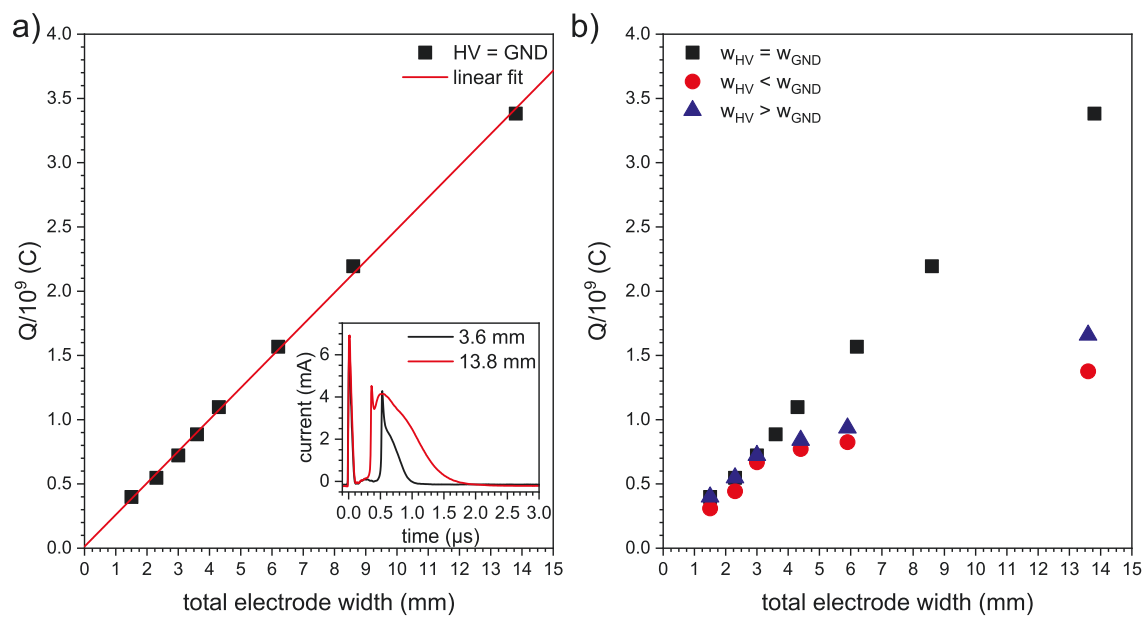 a)
HV = GND
linear fit
4.0
3.5
3.0
2.5
2.0
1.5
1.0
0.5
0.0
Q/10⁹ (C)
0 1 2 3 4 5 6 7 8 9 10 11 12 13 14 15
total electrode width (mm)
3.6 mm
13.8 mm
6
4
2
0
current (mA)
0.0 0.5 1.0 1.5 2.0 2.5 3.0
time (µs)
b)
w_HV = w_GND
w_HV < w_GND
w_HV > w_GND
4.0
3.5
3.0
2.5
2.0
1.5
1.0
0.5
0.0
Q/10⁹ (C)
0 1 2 3 4 5 6 7 8 9 10 11 12 13 14 15
total electrode width (mm)